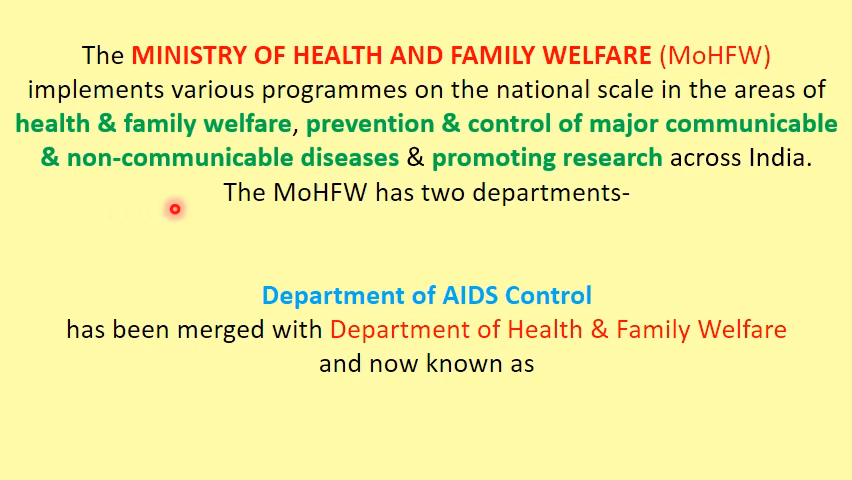 The MINISTRY OF HEALTH AND FAMILY WELFARE (MoHFW)
implements various programmes on the national scale in the areas of
health & family welfare, prevention & control of major communicable
& non-communicable diseases & promoting research across India.
The MoHFW has two departments-
Department of AIDS Control
has been merged with Department of Health & Family Welfare
and now known as